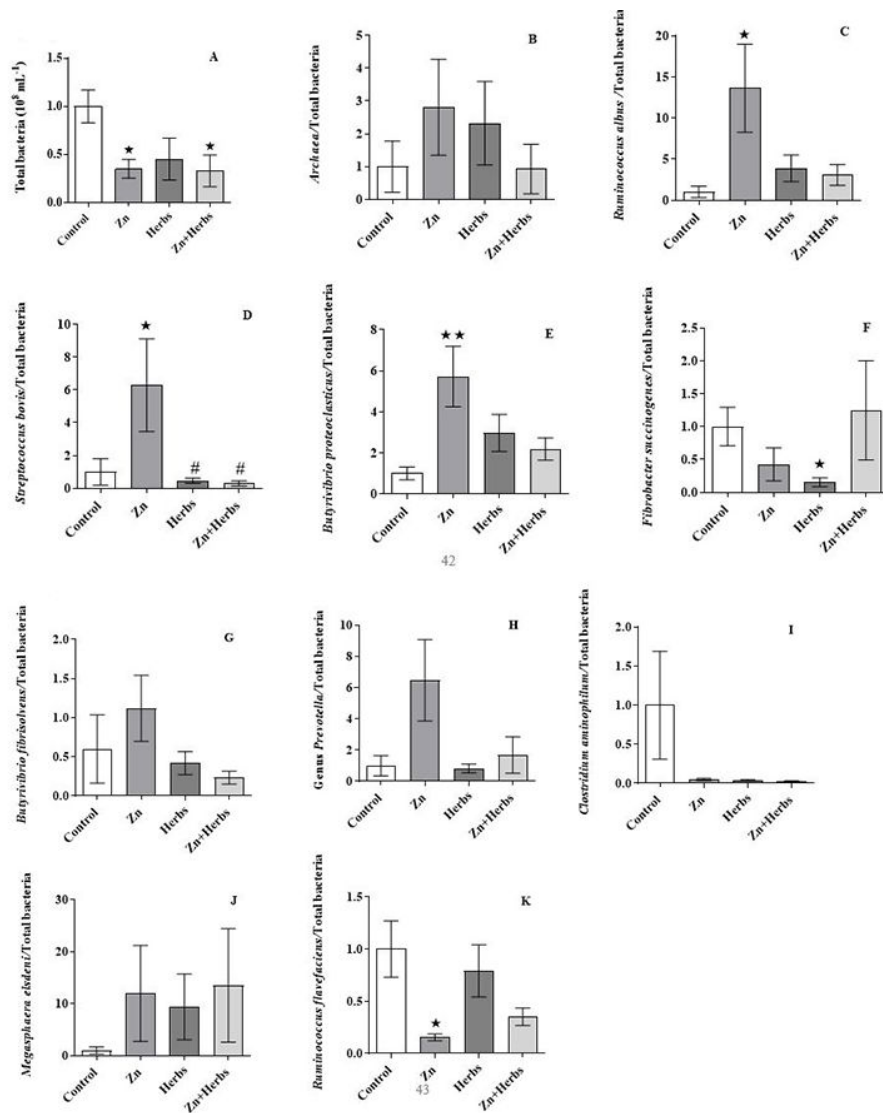 A
Total bacteria (10⁸ mL⁻¹)
1.5
1.0
0.5
0.0
Control
Zn
Herbs
Zn+Herbs
★
★
B
Archaea/Total bacteria
5
4
3
2
1
0
Control
Zn
Herbs
Zn+Herbs
C
Ruminococcus albus /Total bacteria
20
15
10
5
0
Control
Zn
Herbs
Zn+Herbs
★
D
Streptococcus bovis/Total bacteria
10
8
6
4
2
0
Control
Zn
Herbs
Zn+Herbs
★
#
#
E
Butyrivibrio proteoclasticus/Total bacteria
8
6
4
2
0
Control
Zn
Herbs
Zn+Herbs
★★
42
F
Fibrobacter succinogenes/Total bacteria
2.5
2.0
1.5
1.0
0.5
0.0
Control
Zn
Herbs
Zn+Herbs
★
G
Butyrivibrio fibrisolvens/Total bacteria
2.0
1.5
1.0
0.5
0.0
Control
Zn
Herbs
Zn+Herbs
H
Genus Prevotella/Total bacteria
10
8
6
4
2
0
Control
Zn
Herbs
Zn+Herbs
I
Clostridium aminophilum/Total bacteria
2.0
1.5
1.0
0.5
0.0
Control
Zn
Herbs
Zn+Herbs
J
Megasphaera elsdeni/Total bacteria
30
20
10
0
Control
Zn
Herbs
Zn+Herbs
K
Ruminococcus flavefaciens/Total bacteria
1.5
1.0
0.5
0.0
Control
Zn
Herbs
Zn+Herbs
★
43